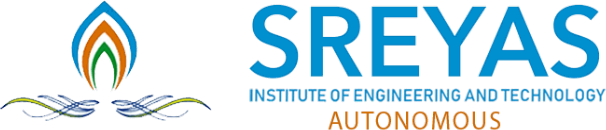 SREYAS
INSTITUTE OF ENGINEERING AND TECHNOLOGY
AUTONOMOUS